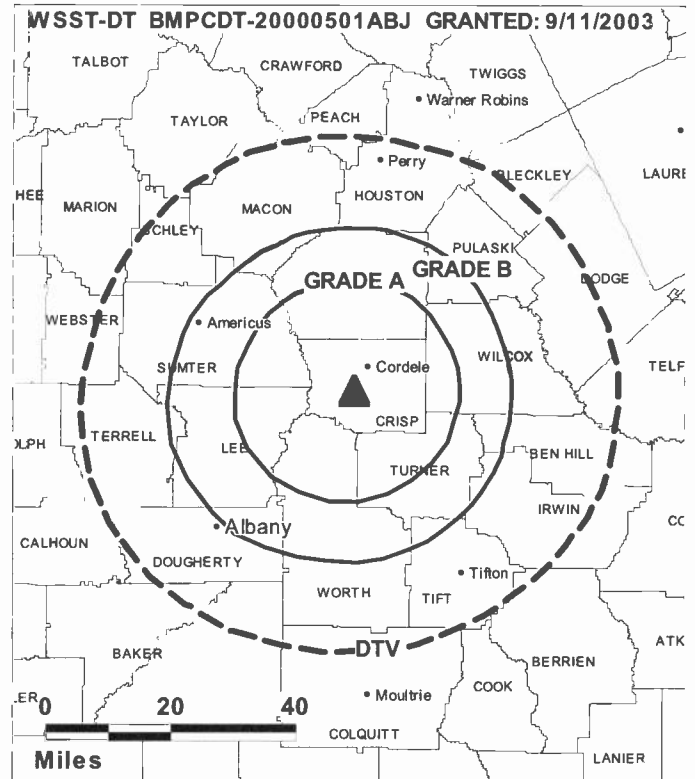 WSST-DT BMPCDT-20000501ABJ GRANTED: 9/11/2003
TALBOT
CRAWFORD
TWIGGS
Warner Robins
TAYLOR
PEACH
Perry
BLECKLEY
LAURE
HEE
MARION
MACON
HOUSTON
SCHLEY
PULASKI
GRADE A
GRADE B
DODGE
WEBSTER
Americus
SUMTER
Cordele
WILCOX
TELF
CRISP
OLPH
TERRELL
LEE
TURNER
BEN HILL
IRWIN
CO
Albany
CALHOUN
DOUGHERTY
Tifton
WORTH
TIFT
DTV
BAKER
BERRIEN
ATK
COOK
LER
Moultrie
0 20 40
COLQUITT
Miles
LANIER